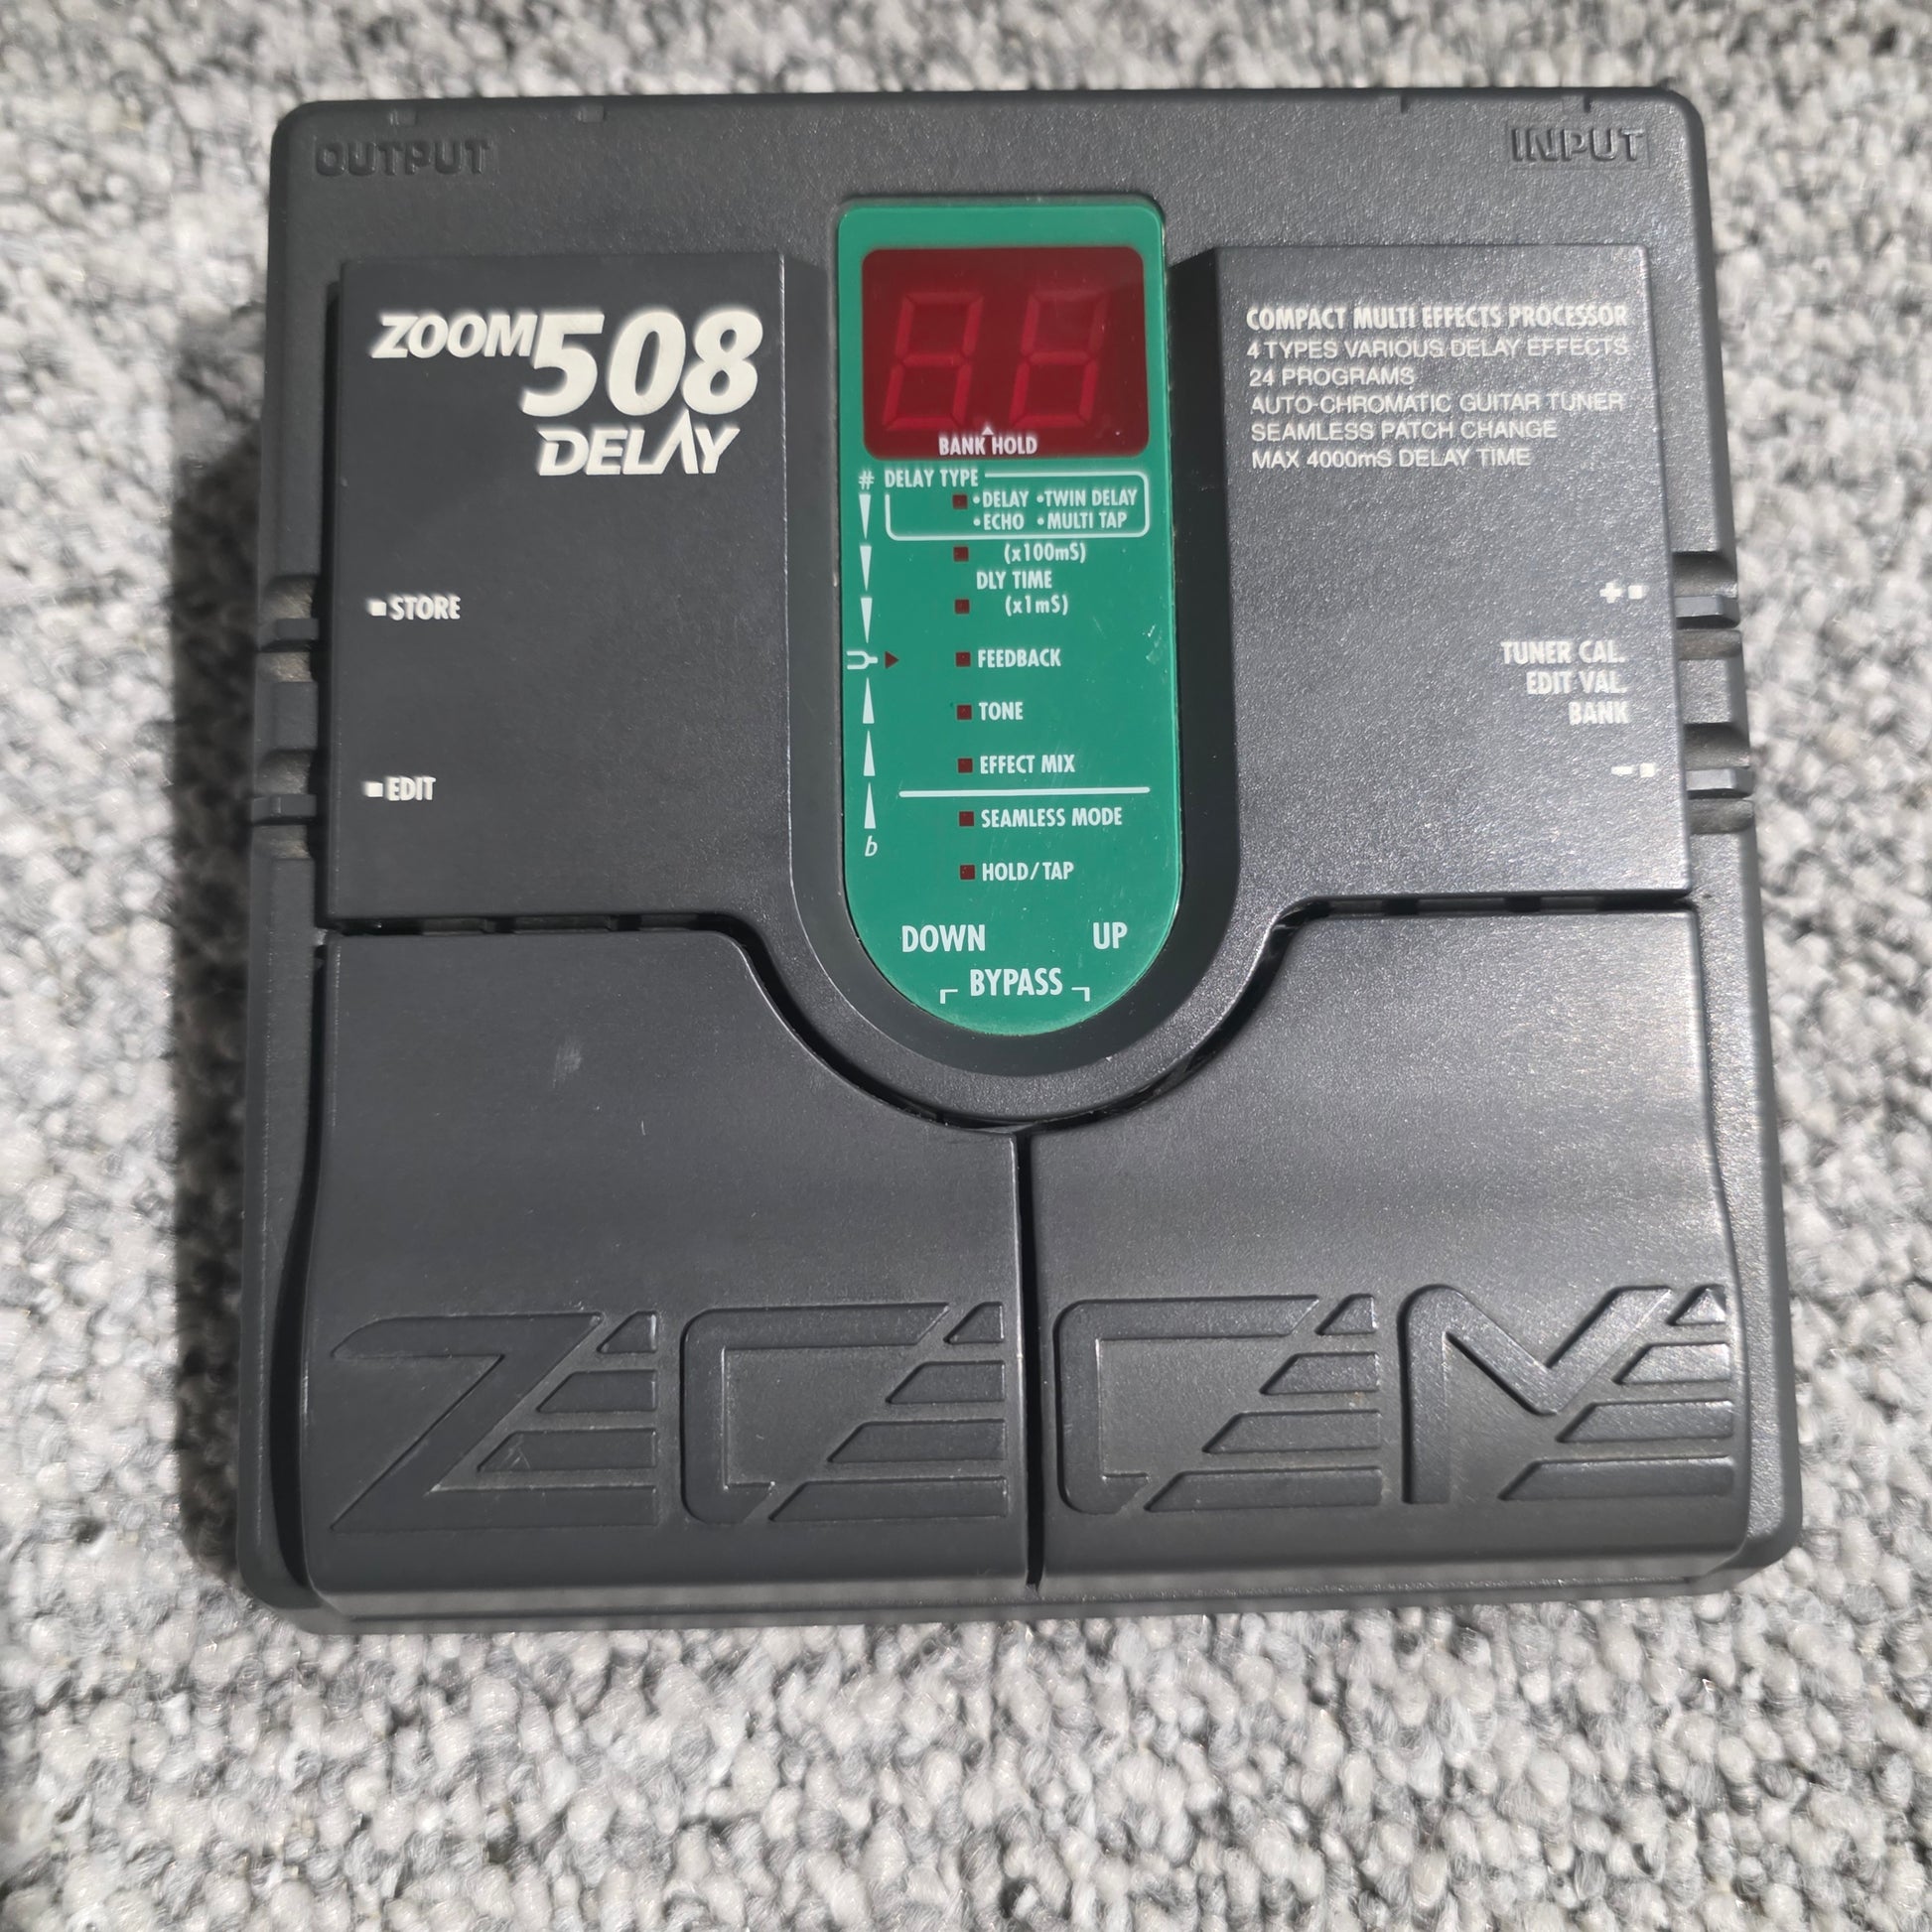 OUTPUT
INPUT
ZOOM 508
DELAY
COMPACT MULTI EFFECTS PROCESSOR
4 TYPES VARIOUS DELAY EFFECTS
24 PROGRAMS
AUTO-CHROMATIC GUITAR TUNER
SEAMLESS PATCH CHANGE
MAX 4000mS DELAY TIME
BANK HOLD
# DELAY TYPE
•DELAY •TWIN DELAY
•ECHO •MULTI TAP
(x100mS)
DLY TIME
(x1mS)
FEEDBACK
TONE
EFFECT MIX
SEAMLESS MODE
b
HOLD/TAP
DOWN UP
BYPASS
STORE
EDIT
+
TUNER CAL.
EDIT VAL.
BANK
-
ZOOM